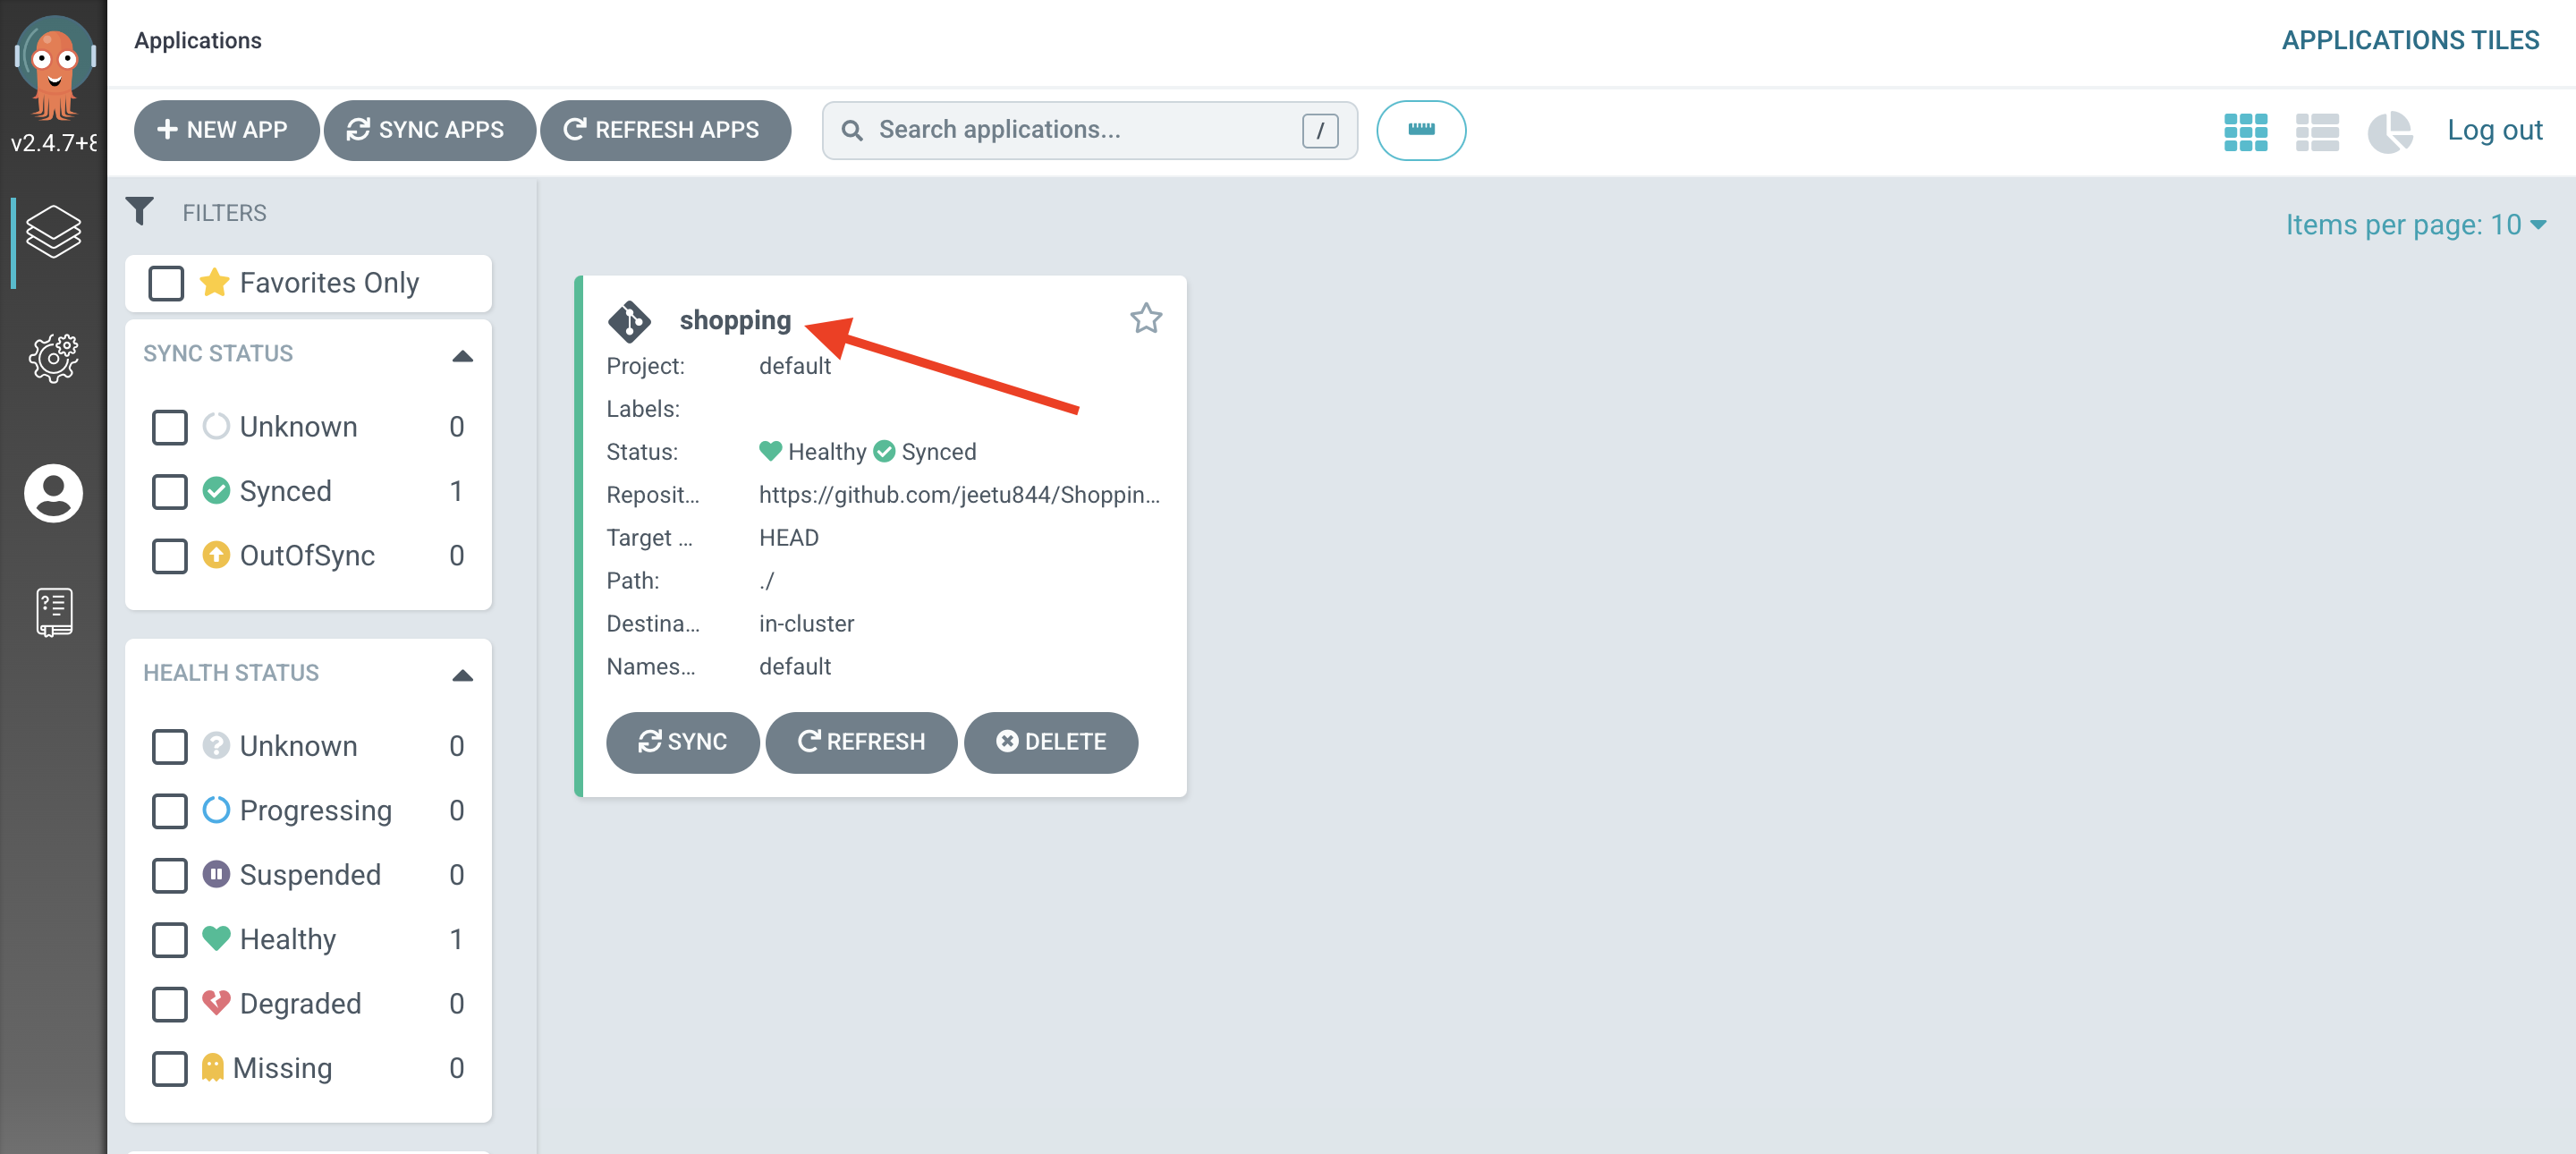 Applications
APPLICATIONS TILES
v2.4.7+8
NEW APP
SYNC APPS
REFRESH APPS
Search applications...
/
Log out
FILTERS
Items per page: 10
Favorites Only
SYNC STATUS
Unknown 0
Synced 1
OutOfSync 0
HEALTH STATUS
Unknown 0
Progressing 0
Suspended 0
Healthy 1
Degraded 0
Missing 0
shopping
Project: default
Labels:
Status: Healthy Synced
Reposit... https://github.com/jeetu844/Shoppin...
Target ... HEAD
Path: ./
Destina... in-cluster
Names... default
SYNC
REFRESH
DELETE